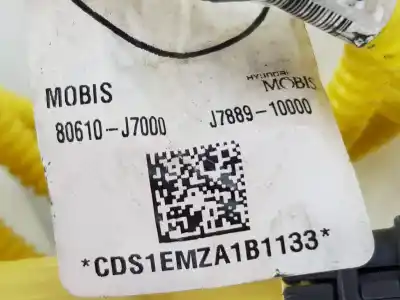 MOBIS
HYUNDAI
MOBIS
80610-J7000
J7889-10000
*CDS1EMZA1B1133*